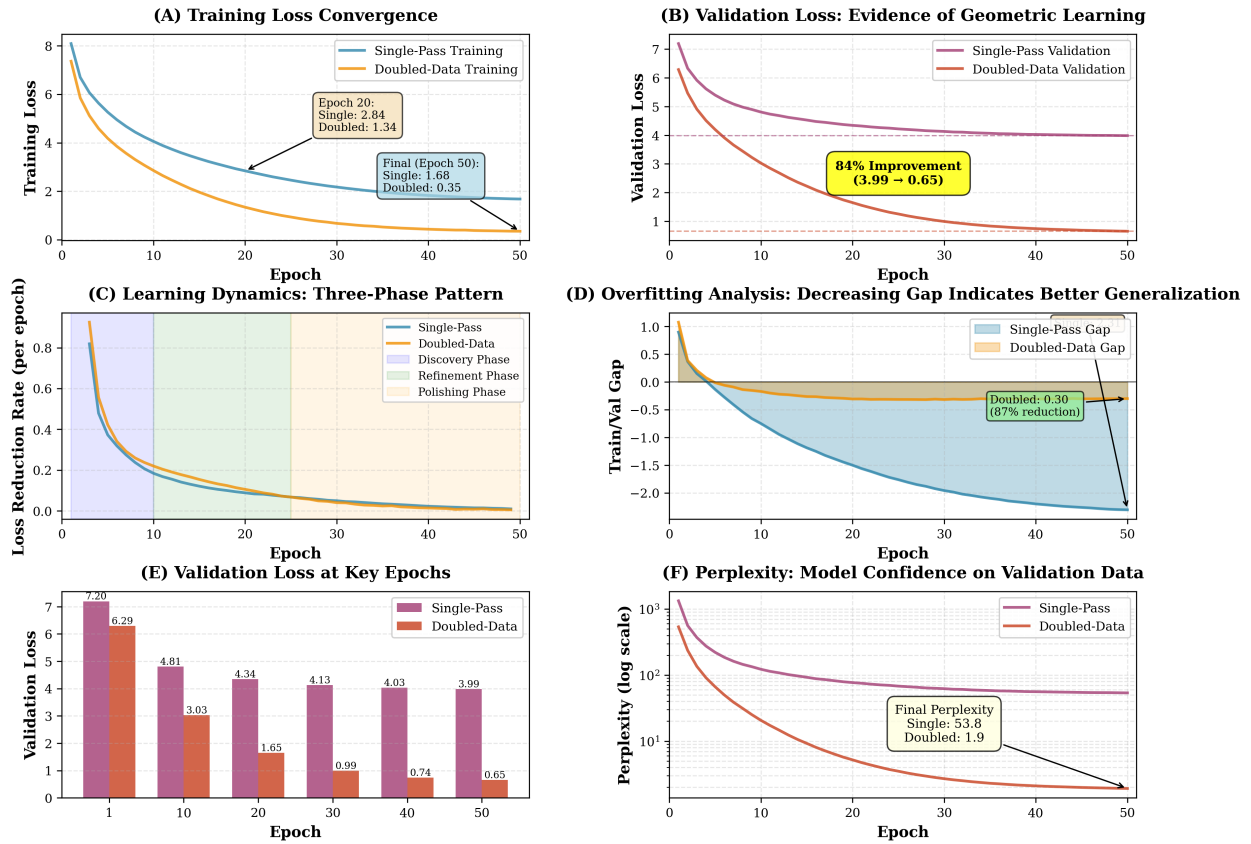 (A) Training Loss Convergence
Single-Pass Training
Doubled-Data Training
Epoch 20:
Single: 2.84
Doubled: 1.34
Final (Epoch 50):
Single: 1.68
Doubled: 0.35
Training Loss
8
6
4
2
0
0 10 20 30 40 50
Epoch
(B) Validation Loss: Evidence of Geometric Learning
Single-Pass Validation
Doubled-Data Validation
84% Improvement
(3.99 → 0.65)
Validation Loss
7
6
5
4
3
2
1
0 10 20 30 40 50
Epoch
(C) Learning Dynamics: Three-Phase Pattern
Single-Pass
Doubled-Data
Discovery Phase
Refinement Phase
Polishing Phase
Loss Reduction Rate (per epoch)
0.8
0.6
0.4
0.2
0.0
0 10 20 30 40 50
Epoch
(D) Overfitting Analysis: Decreasing Gap Indicates Better Generalization
Single-Pass Gap
Doubled-Data Gap
Doubled: 0.30
(87% reduction)
Train/Val Gap
1.0
0.5
0.0
−0.5
−1.0
−1.5
−2.0
0 10 20 30 40 50
Epoch
(E) Validation Loss at Key Epochs
Single-Pass
Doubled-Data
7.20 6.29 4.81 3.03 4.34 1.65 4.13 0.99 4.03 0.74 3.99 0.65
Validation Loss
7
6
5
4
3
2
1
0
1 10 20 30 40 50
Epoch
(F) Perplexity: Model Confidence on Validation Data
Single-Pass
Doubled-Data
Final Perplexity
Single: 53.8
Doubled: 1.9
Perplexity (log scale)
10³
10²
10¹
0 10 20 30 40 50
Epoch